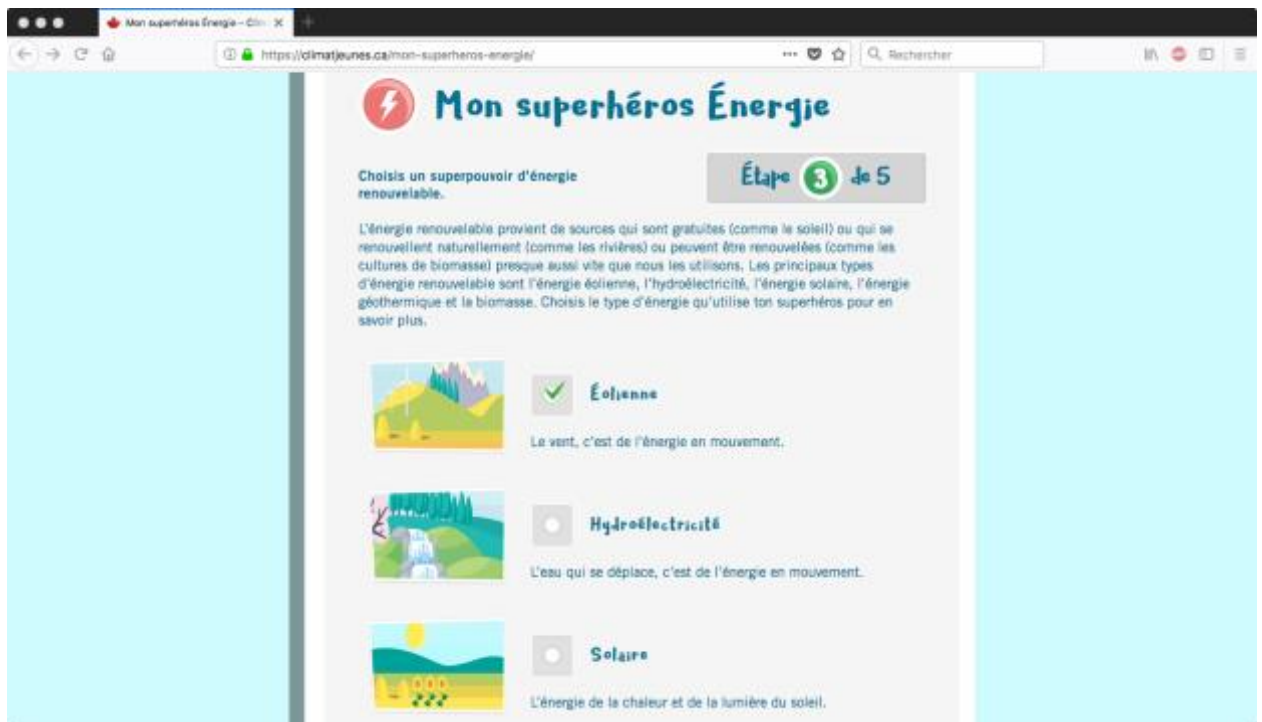 Mon superhéros Énergie – Clim
https://climatjeunes.ca/mon-superheros-energie/
Rechercher
Mon superhéros Énergie
Choisis un superpouvoir d'énergie
renouvelable.
Étape 3 de 5
L'énergie renouvelable provient de sources qui sont gratuites (comme le soleil) ou qui se
renouvellent naturellement (comme les rivières) ou peuvent être renouvelées (comme les
cultures de biomasse) presque aussi vite que nous les utilisons. Les principaux types
d'énergie renouvelable sont l'énergie éolienne, l'hydroélectricité, l'énergie solaire, l'énergie
géothermique et la biomasse. Choisis le type d'énergie qu'utilise ton superhéros pour en
savoir plus.
Éolienne
Le vent, c'est de l'énergie en mouvement.
Hydroélectricité
L'eau qui se déplace, c'est de l'énergie en mouvement.
Solaire
L'énergie de la chaleur et de la lumière du soleil.